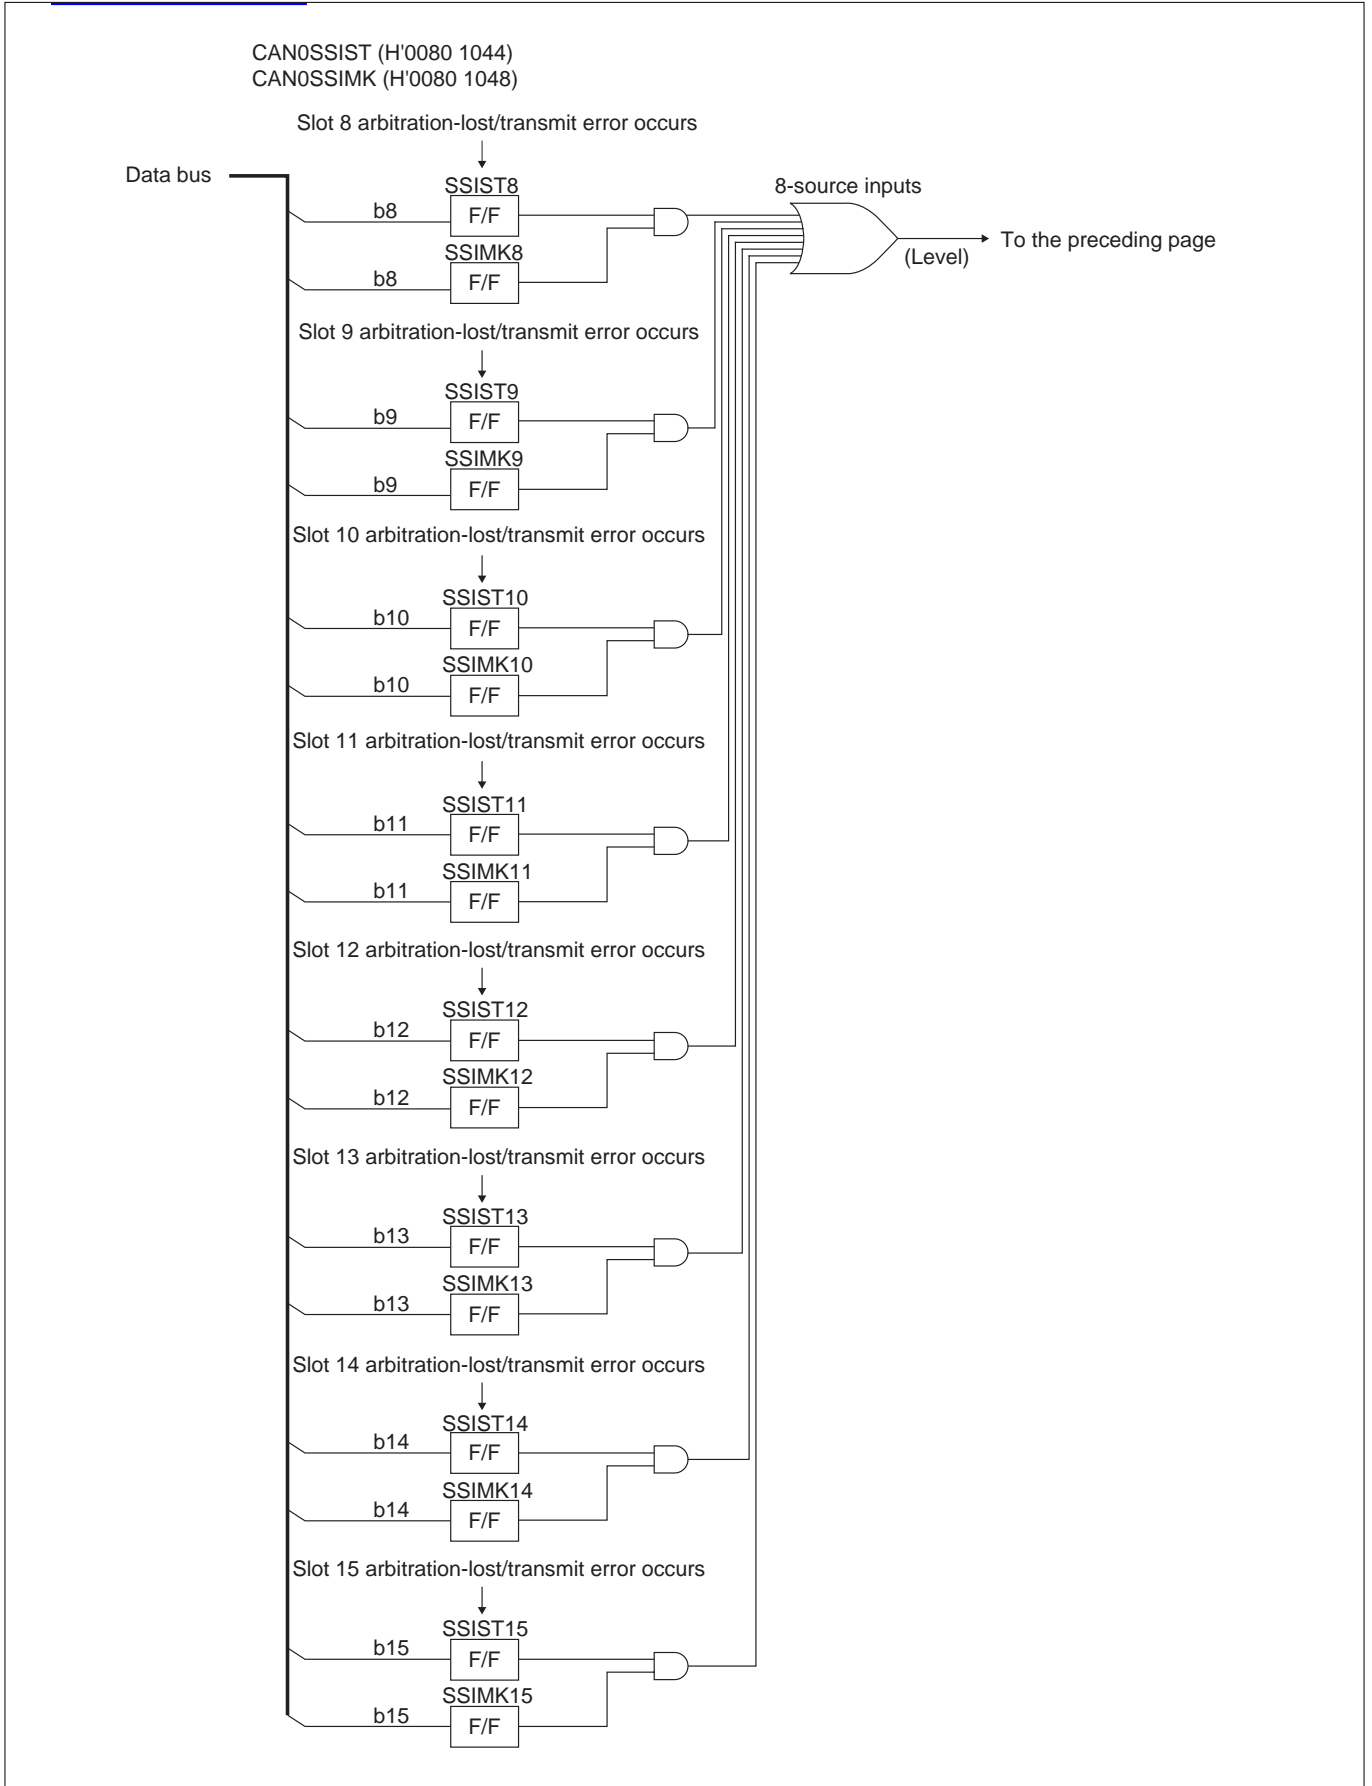 CAN0SSIST (H'0080 1044)
CAN0SSIMK (H'0080 1048)
Slot 8 arbitration-lost/transmit error occurs
Data bus
SSIST8
8-source inputs
b8
F/F
To the preceding page
(Level)
SSIMK8
b8
F/F
Slot 9 arbitration-lost/transmit error occurs
SSIST9
b9
F/F
SSIMK9
b9
F/F
Slot 10 arbitration-lost/transmit error occurs
SSIST10
b10
F/F
SSIMK10
b10
F/F
Slot 11 arbitration-lost/transmit error occurs
SSIST11
b11
F/F
SSIMK11
b11
F/F
Slot 12 arbitration-lost/transmit error occurs
SSIST12
b12
F/F
SSIMK12
b12
F/F
Slot 13 arbitration-lost/transmit error occurs
SSIST13
b13
F/F
SSIMK13
b13
F/F
Slot 14 arbitration-lost/transmit error occurs
SSIST14
b14
F/F
SSIMK14
b14
F/F
Slot 15 arbitration-lost/transmit error occurs
SSIST15
b15
F/F
SSIMK15
b15
F/F